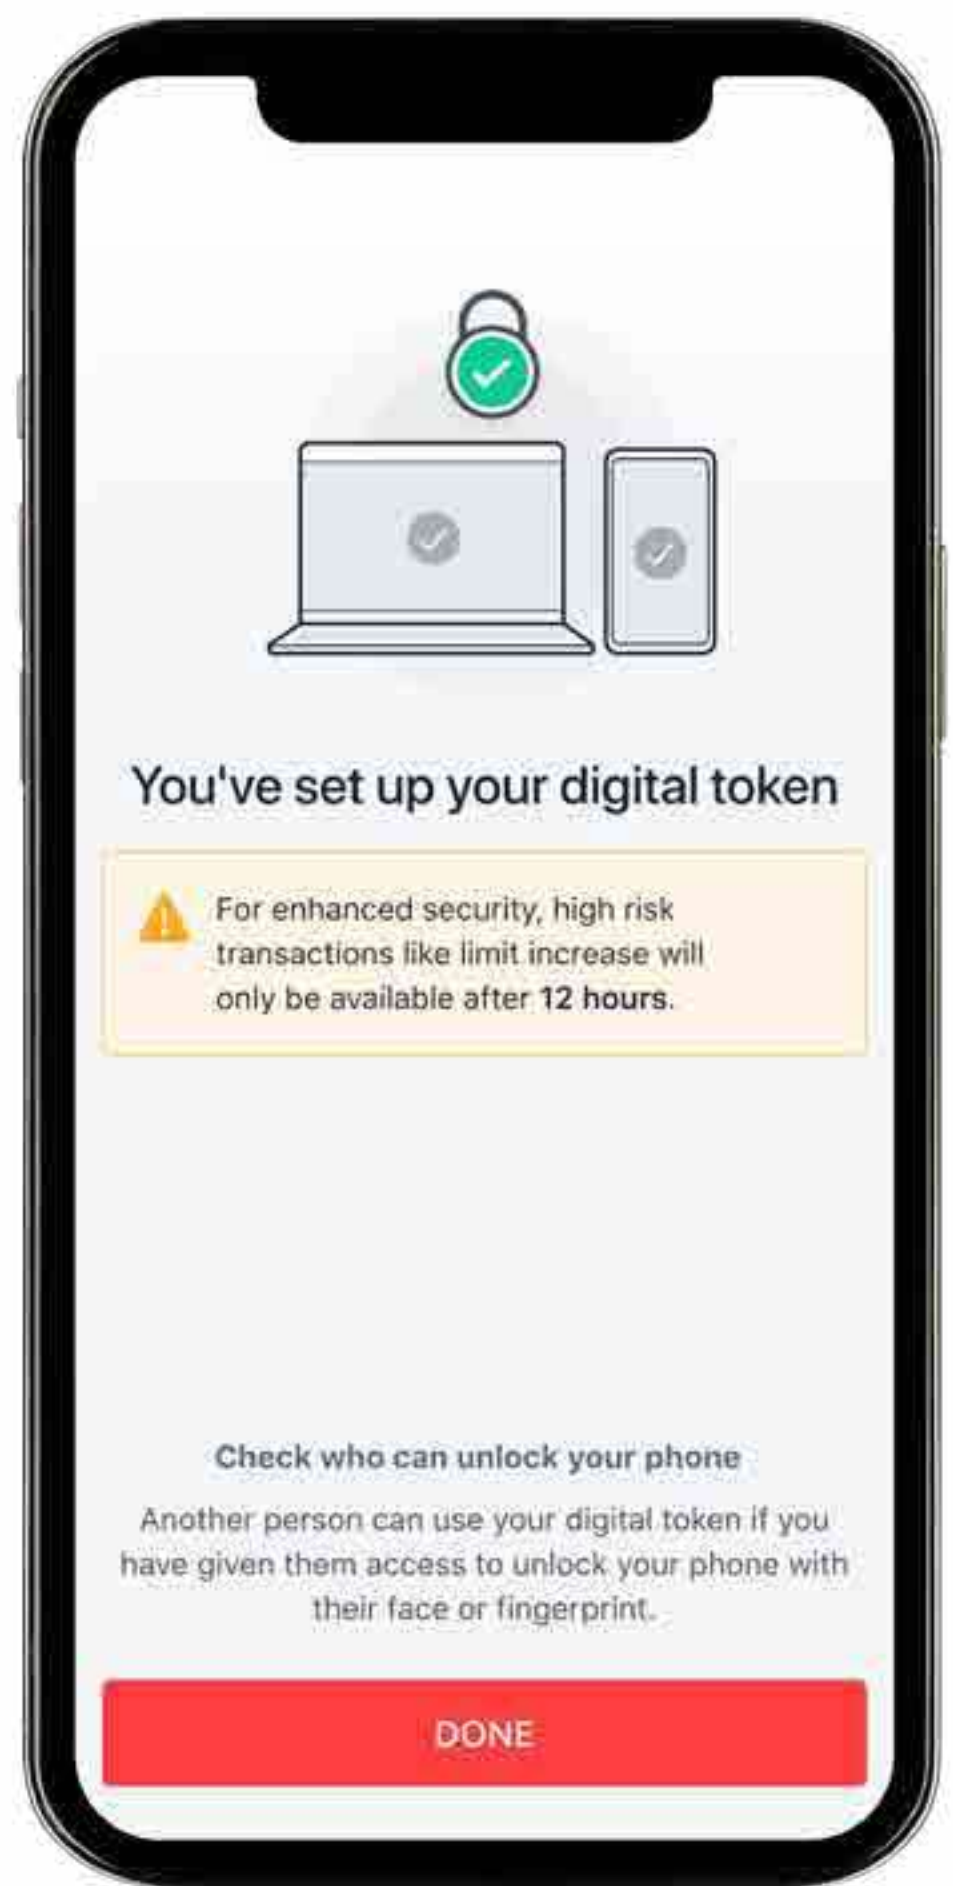 You've set up your digital token
For enhanced security, high risk
transactions like limit increase will
only be available after 12 hours.
Check who can unlock your phone
Another person can use your digital token if you
have given them access to unlock your phone with
their face or fingerprint.
DONE